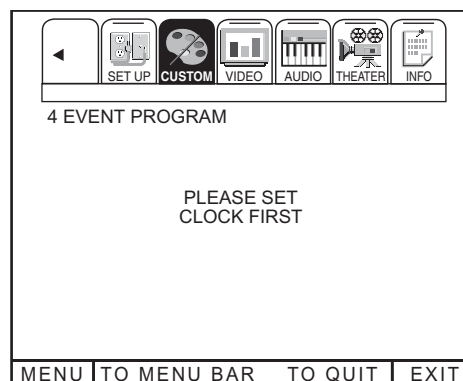 SET UP CUSTOM VIDEO AUDIO THEATER INFO
4 EVENT PROGRAM
PLEASE SET
CLOCK FIRST
MENU TO MENU BAR TO QUIT EXIT